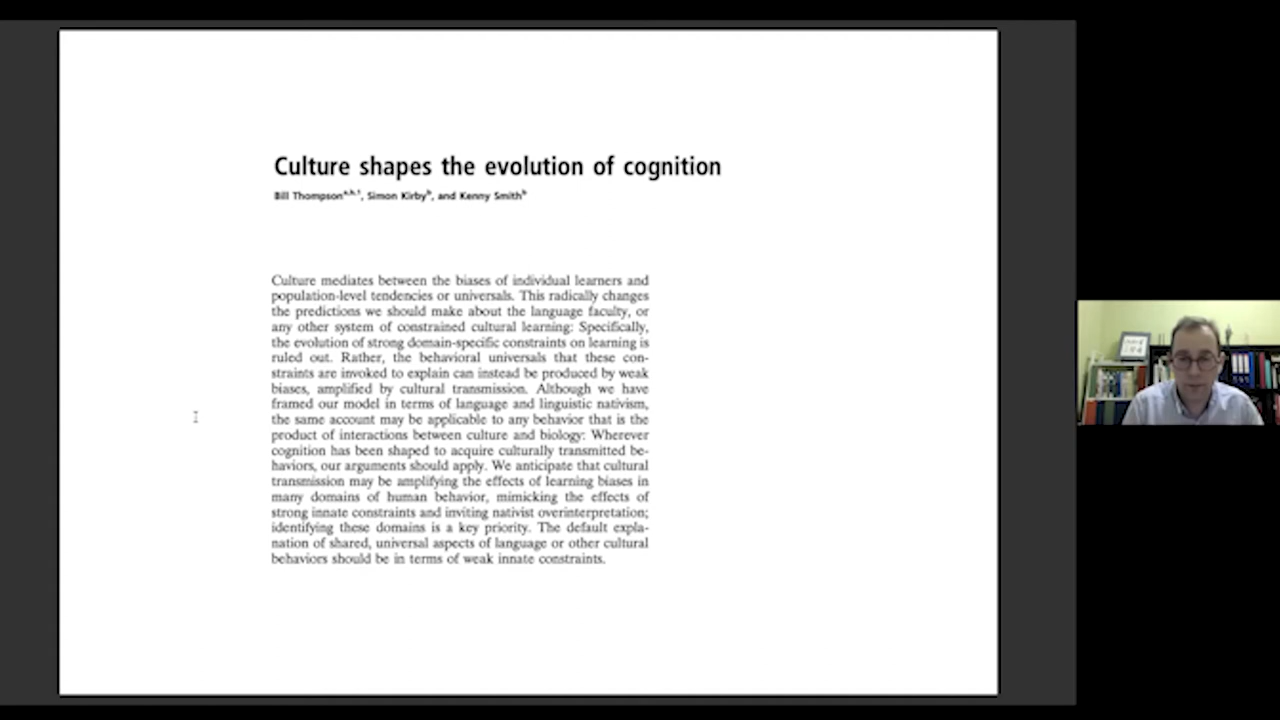 Culture shapes the evolution of cognition
Bill Thompsona,b,1, Simon Kirbyb, and Kenny Smithb
Culture mediates between the biases of individual learners and
population-level tendencies or universals. This radically changes
the predictions we should make about the language faculty, or
any other system of constrained cultural learning: Specifically,
the evolution of strong domain-specific constraints on learning is
ruled out. Rather, the behavioral universals that these con-
straints are invoked to explain can instead be produced by weak
biases, amplified by cultural transmission. Although we have
framed our model in terms of language and linguistic nativism,
the same account may be applicable to any behavior that is the
product of interactions between culture and biology: Wherever
cognition has been shaped to acquire culturally transmitted be-
haviors, our arguments should apply. We anticipate that cultural
transmission may be amplifying the effects of learning biases in
many domains of human behavior, mimicking the effects of
strong innate constraints and inviting nativist overinterpretation;
identifying these domains is a key priority. The default expla-
nation of shared, universal aspects of language or other cultural
behaviors should be in terms of weak innate constraints.